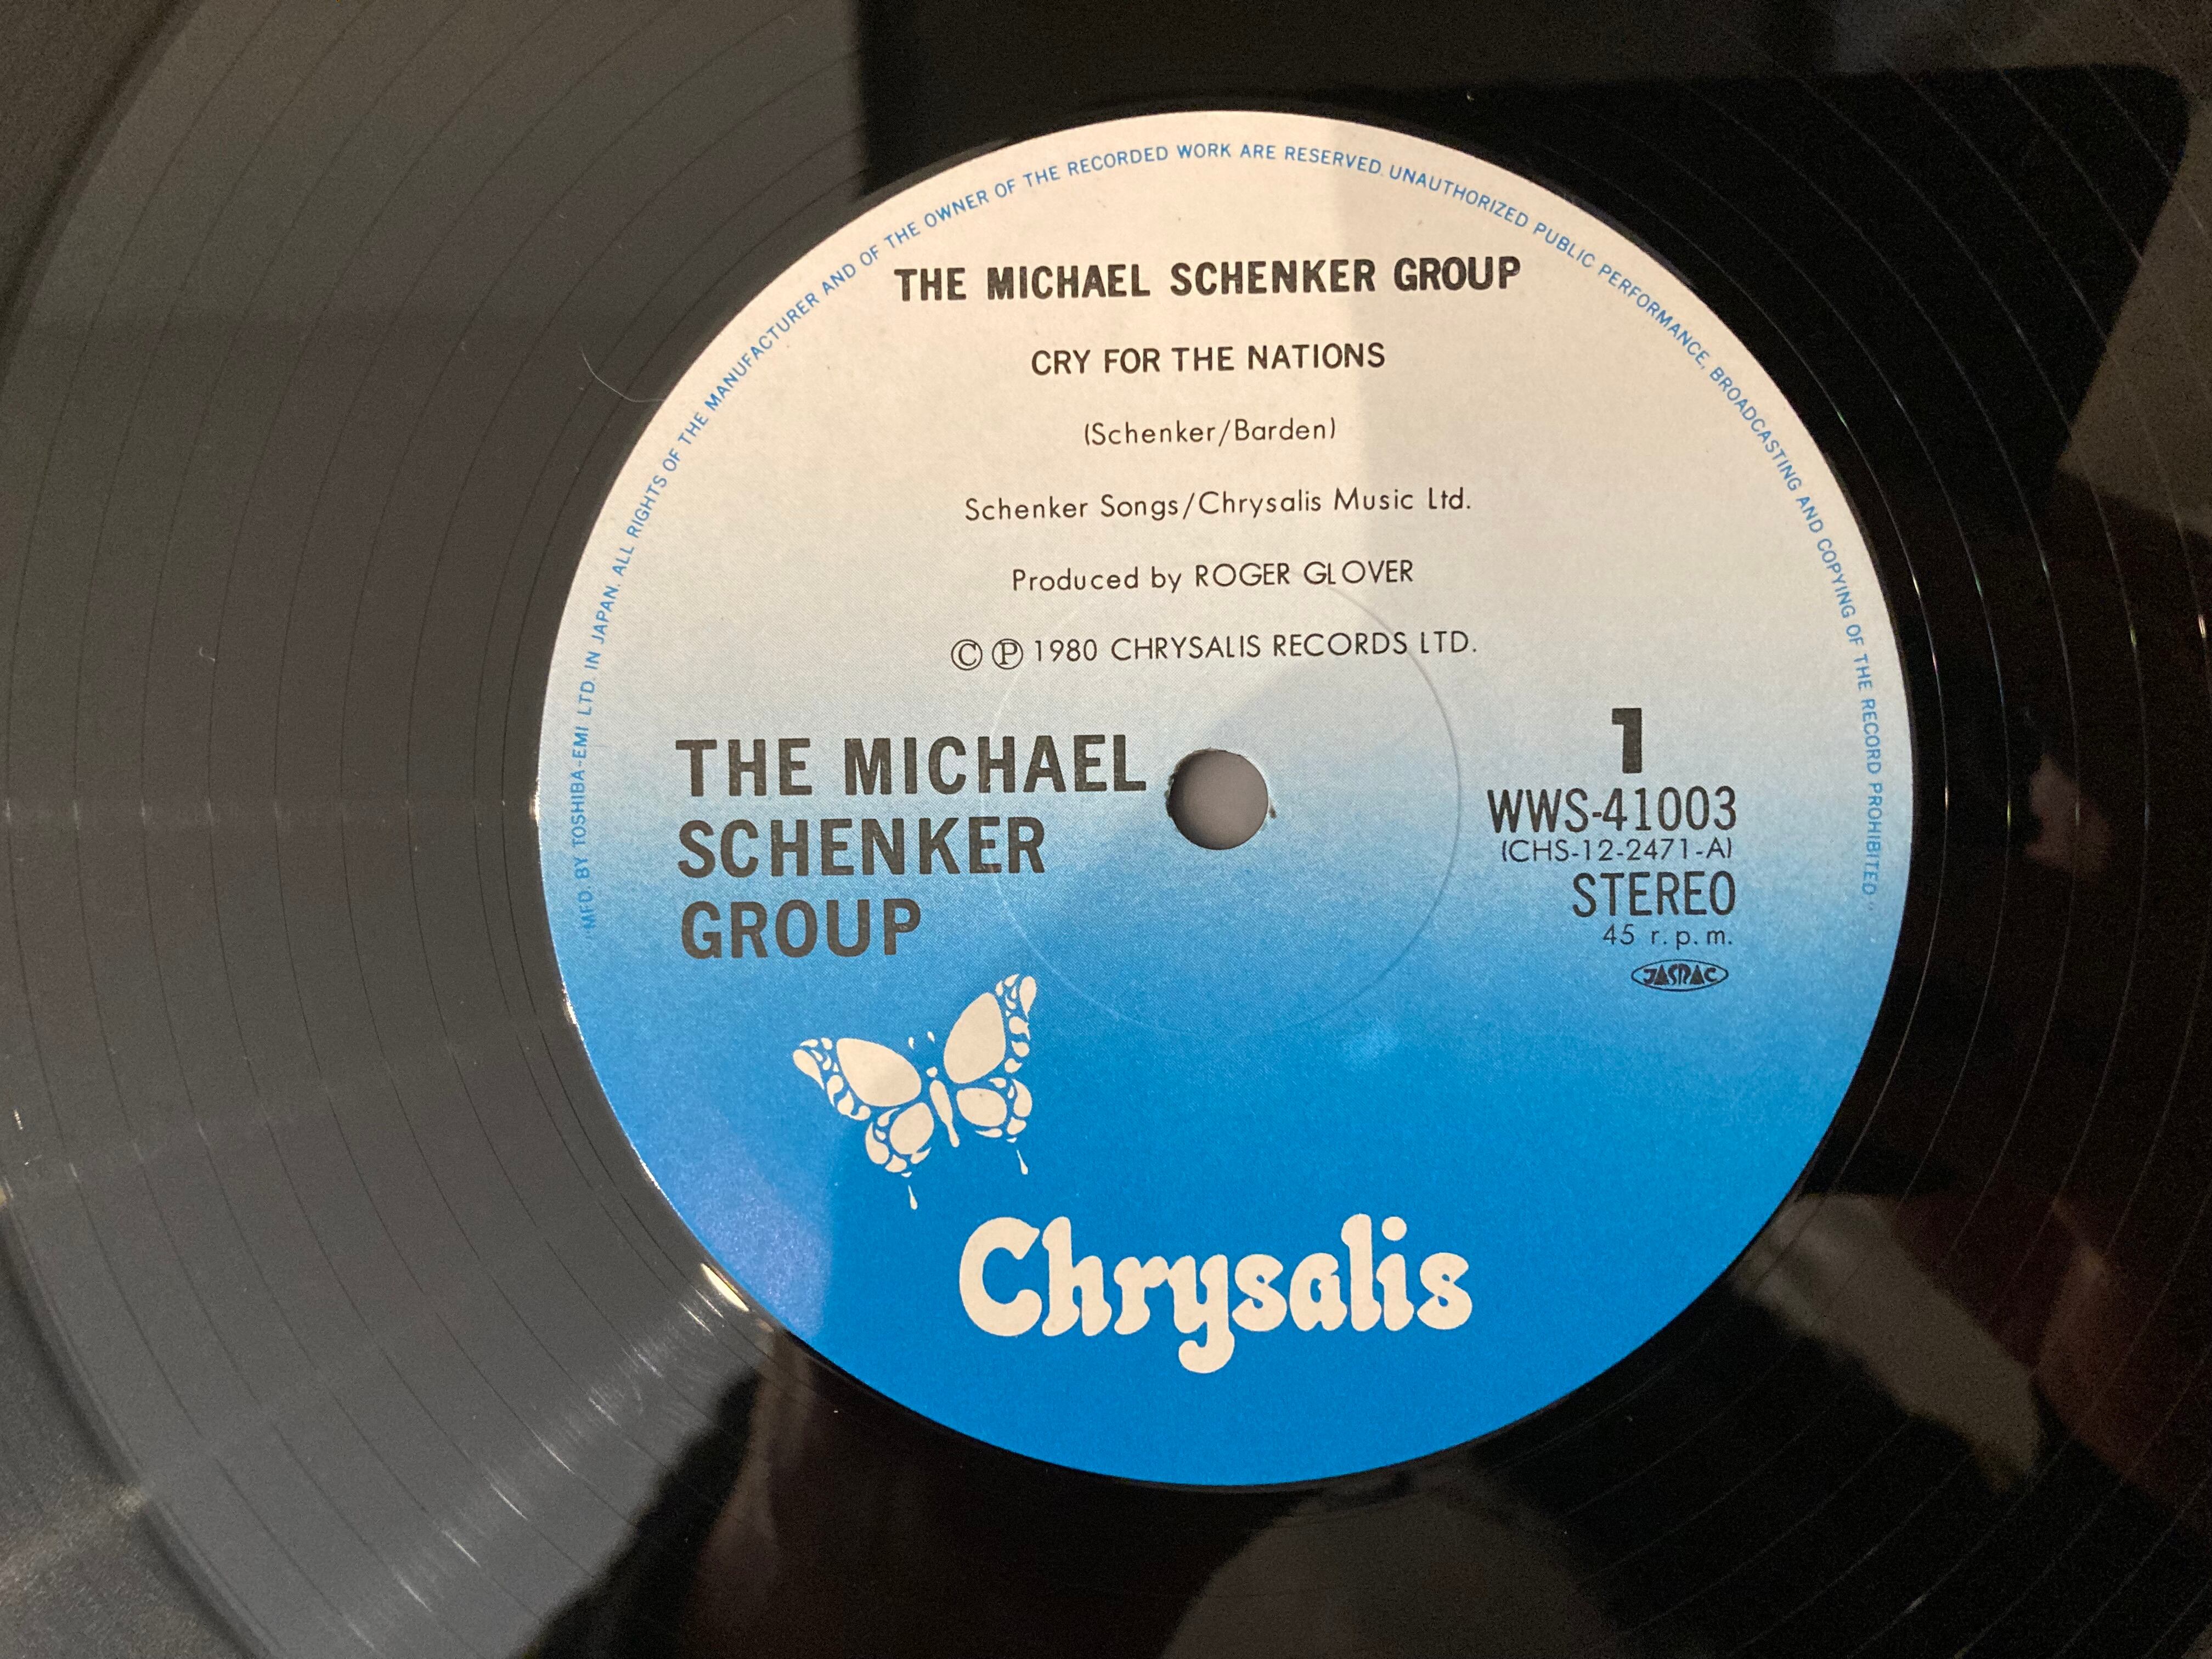 "MFD. BY TOSHIBA-EMI LTD. IN JAPAN. ALL RIGHTS OF THE MANUFACTURER AND OF THE OWNER OF THE RECORDED WORK ARE RESERVED. UNAUTHORIZED PUBLIC PERFORMANCE, BROADCASTING AND COPYING OF THE RECORD PROHIBITED."
THE MICHAEL SCHENKER GROUP
CRY FOR THE NATIONS
(Schenker/Barden)
Schenker Songs/Chrysalis Music Ltd.
Produced by ROGER GLOVER
© ℗ 1980 CHRYSALIS RECORDS LTD.
THE MICHAEL
SCHENKER
GROUP
1
WWS-41003
(CHS-12-2471-A)
STEREO
45 r.p.m.
JASRAC
Chrysalis